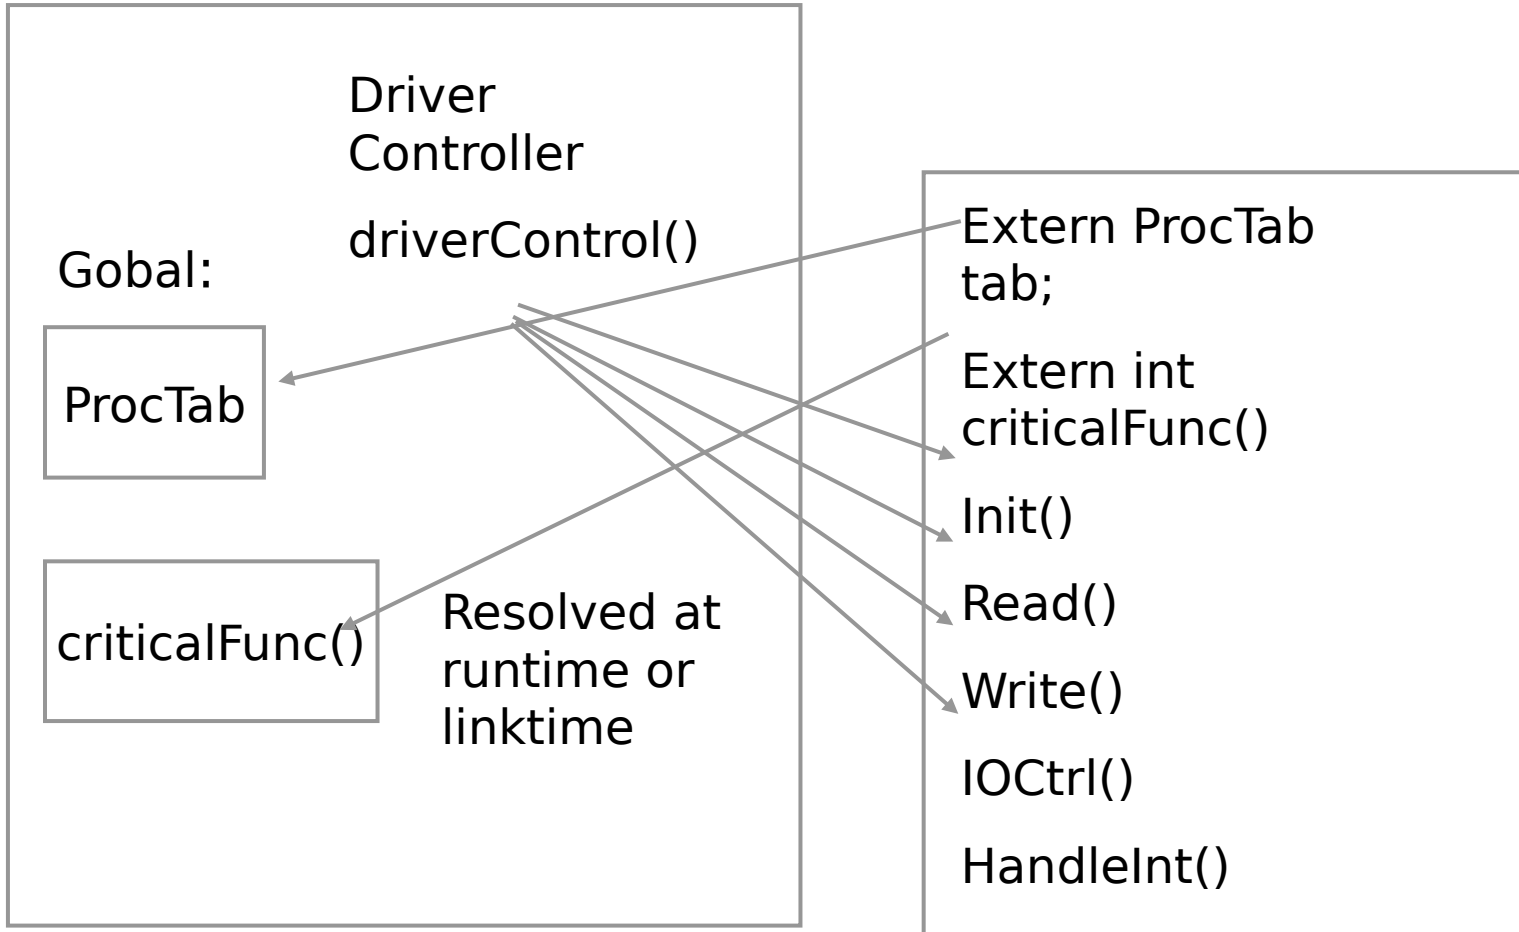 Driver
Controller
driverControl()
Gobal:
ProcTab
criticalFunc()
Resolved at
runtime or
linktime
Extern ProcTab
tab;
Extern int
criticalFunc()
Init()
Read()
Write()
IOCtrl()
HandleInt()